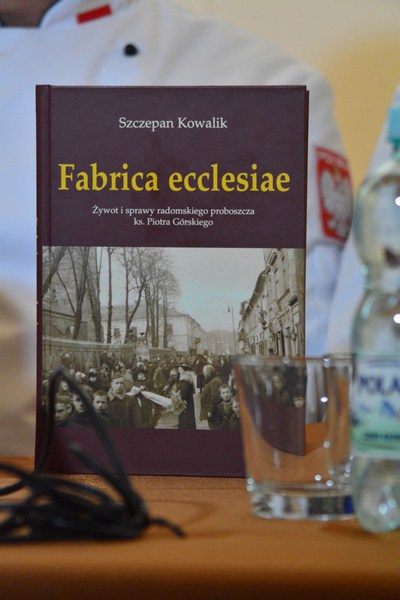 Szczepan Kowalik
Fabrica ecclesiae
Żywot i sprawy radomskiego proboszcza
ks. Piotra Górskiego